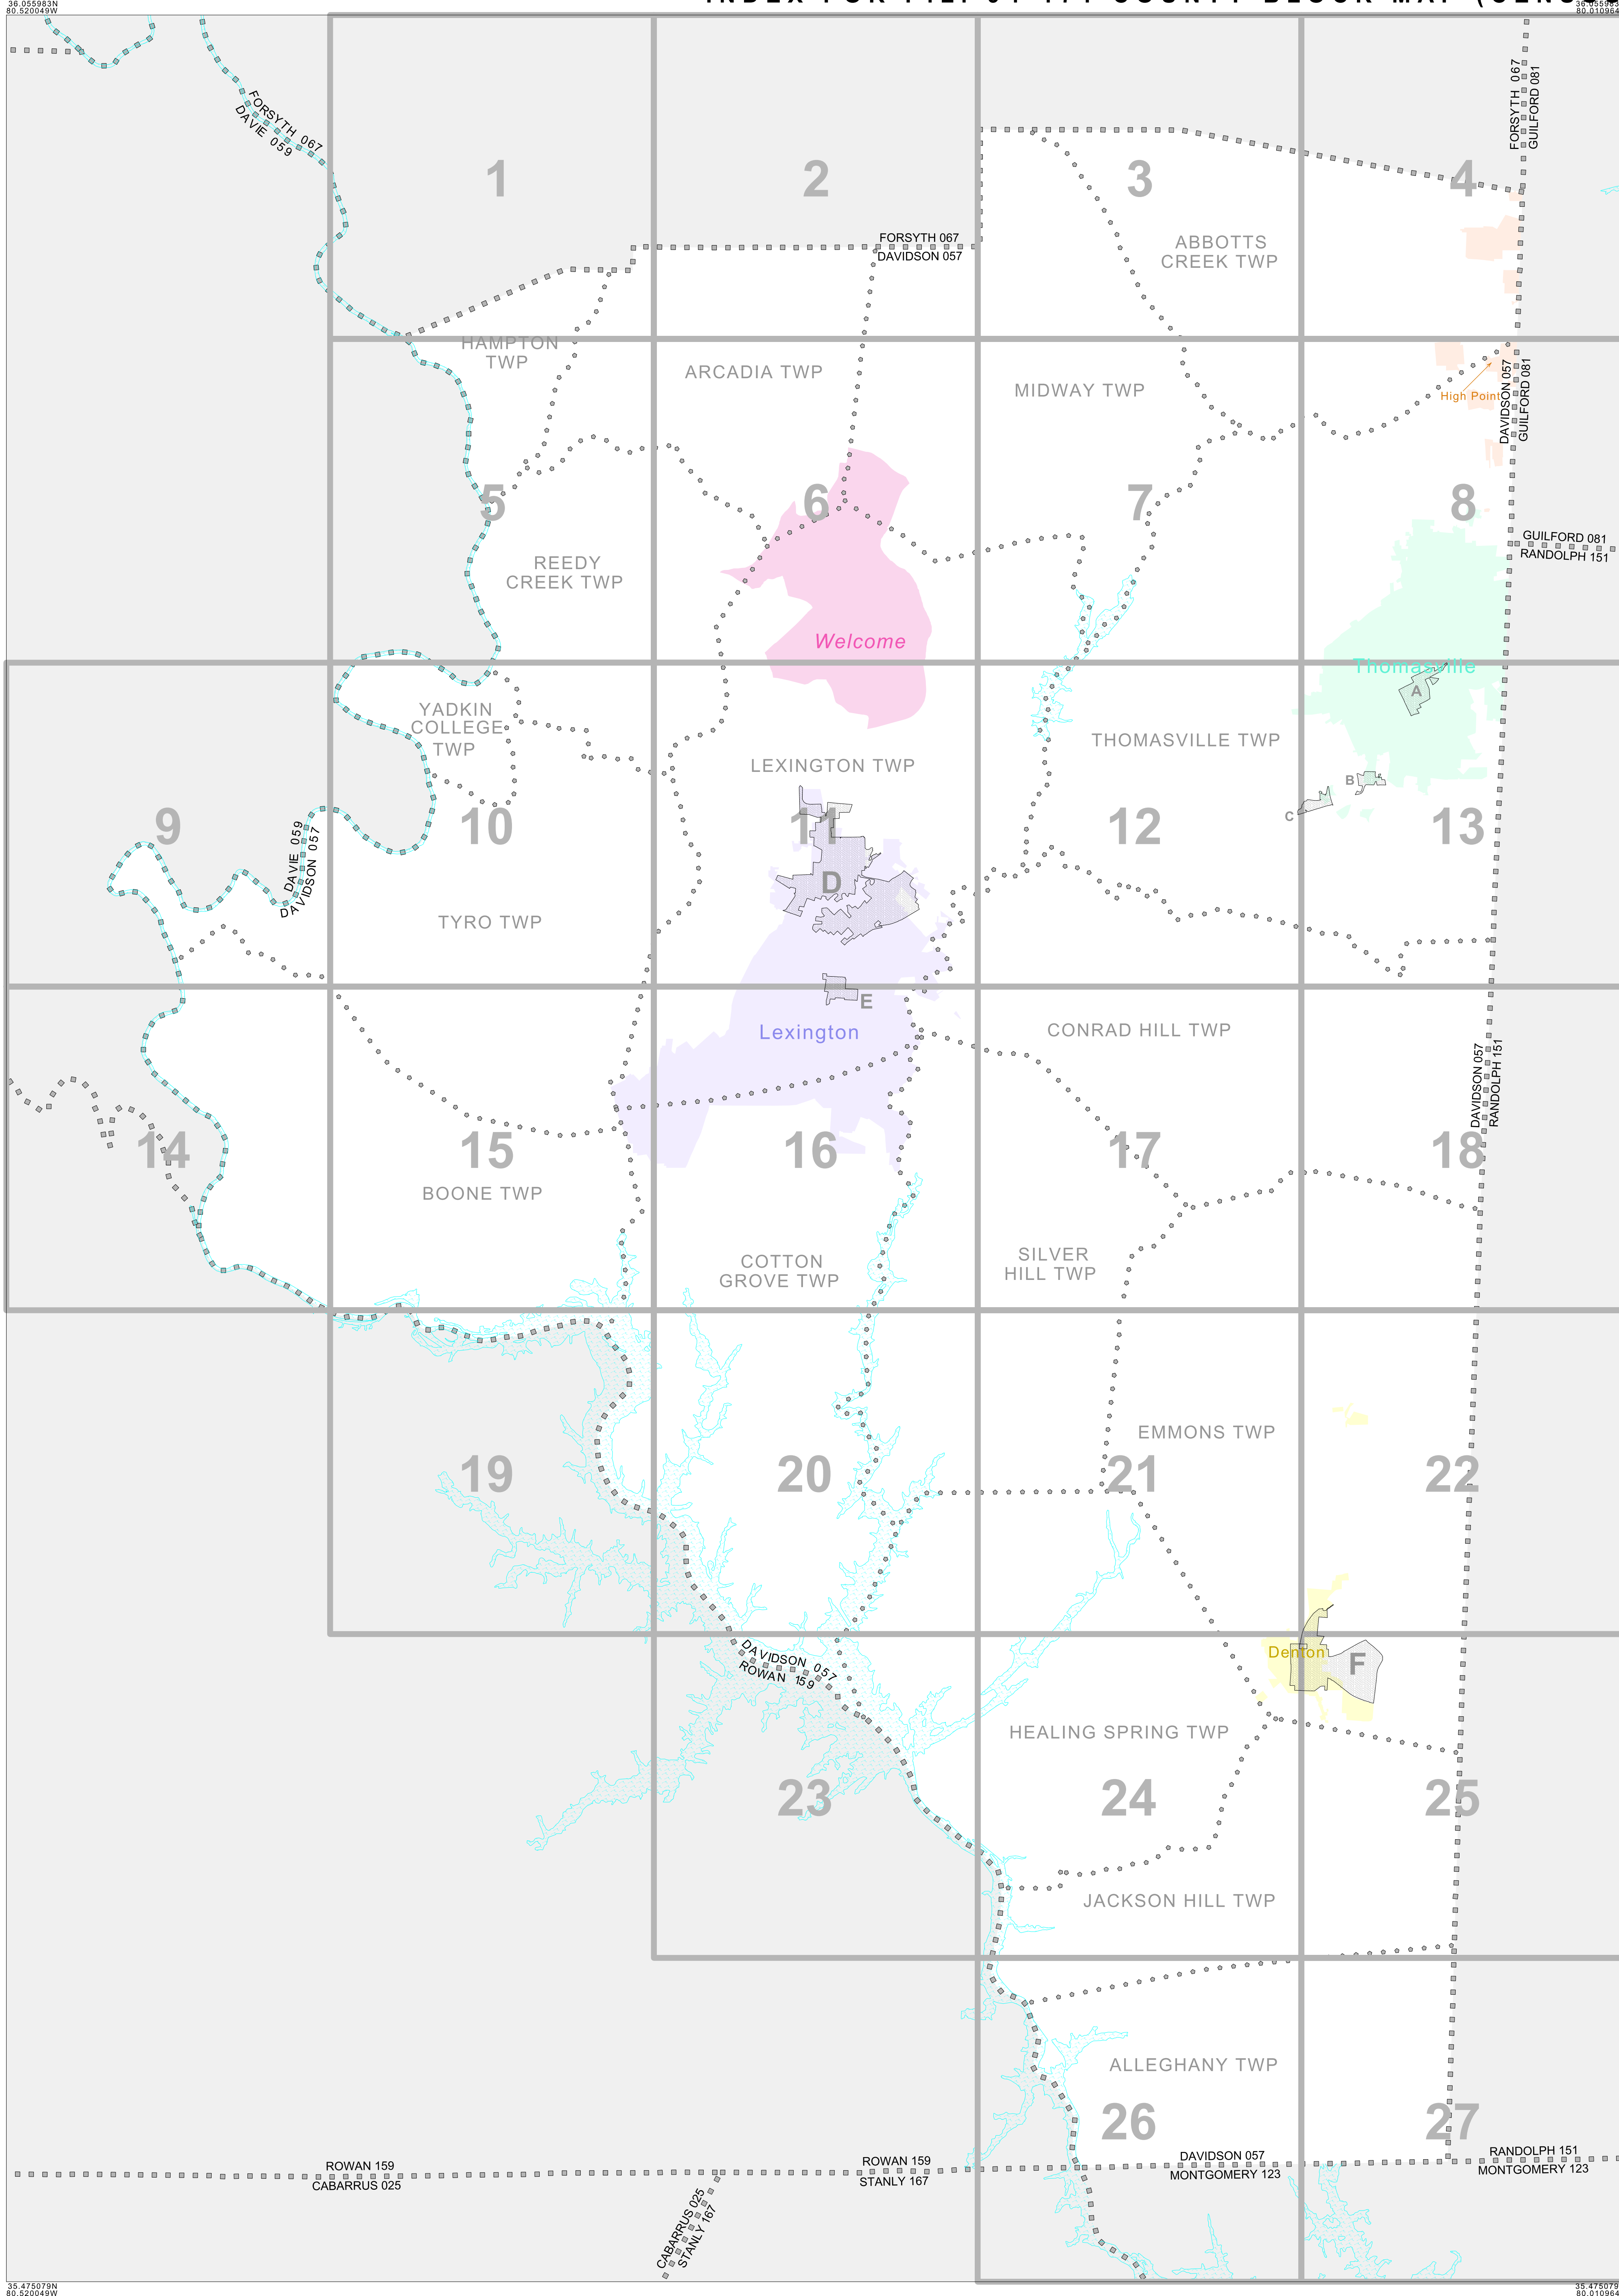 36.055983N
80.520049W
36.055983
80.010964
FORSYTH 067
DAVIE 059
FORSYTH 067
GUILFORD 081
1
2
3
4
FORSYTH 067
DAVIDSON 057
ABBOTTS
CREEK TWP
HAMPTON
TWP
ARCADIA TWP
MIDWAY TWP
High Point
DAVIDSON 057
GUILFORD 081
5
6
7
8
GUILFORD 081
RANDOLPH 151
REEDY
CREEK TWP
Welcome
Thomasville
A
YADKIN
COLLEGE
TWP
THOMASVILLE TWP
LEXINGTON TWP
B
C
9
10
11
12
13
DAVIE 059
DAVIDSON 057
D
TYRO TWP
E
Lexington
CONRAD HILL TWP
DAVIDSON 057
RANDOLPH 151
14
15
16
17
18
BOONE TWP
COTTON
GROVE TWP
SILVER
HILL TWP
EMMONS TWP
19
20
21
22
DAVIDSON 057
ROWAN 159
Denton
F
HEALING SPRING TWP
23
24
25
JACKSON HILL TWP
ALLEGHANY TWP
26
27
ROWAN 159
CABARRUS 025
ROWAN 159
STANLY 167
DAVIDSON 057
MONTGOMERY 123
RANDOLPH 151
MONTGOMERY 123
CABARRUS 025
STANLY 167
35.475079N
80.520049W
35.475079
80.010964